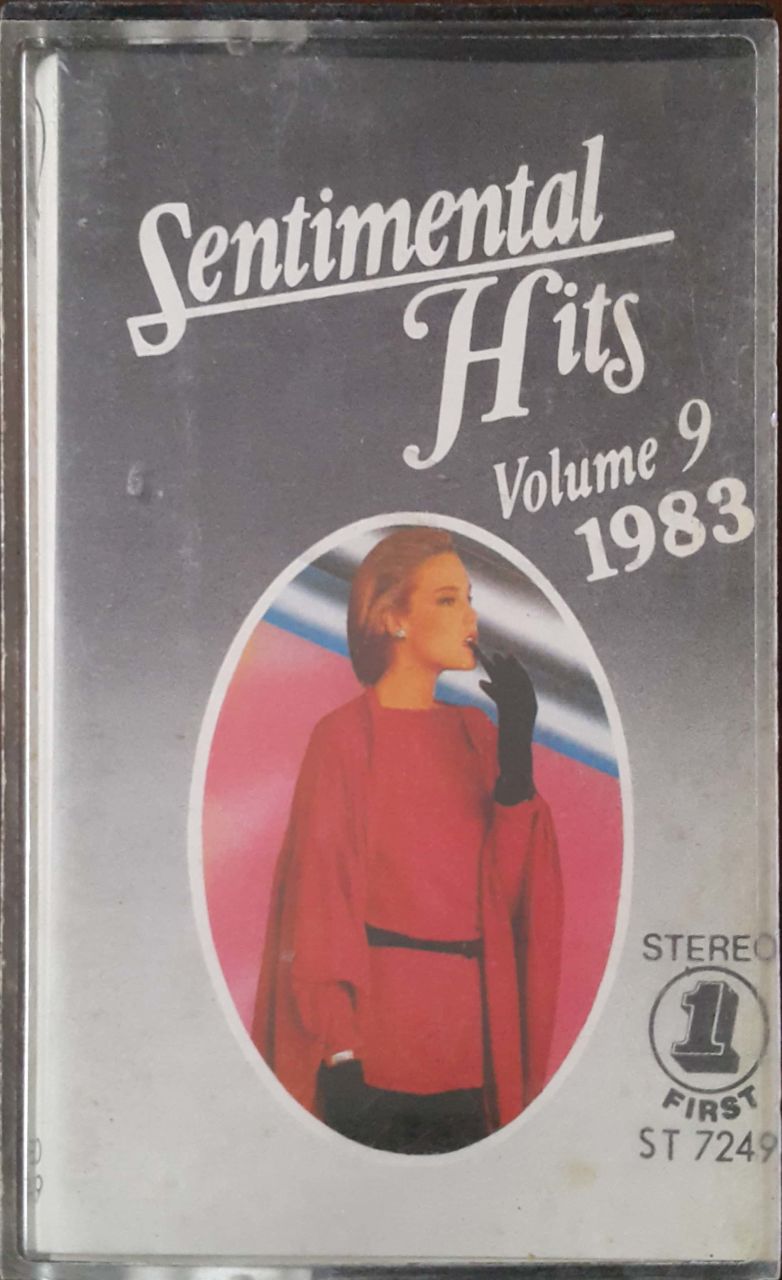 Sentimental
Hits
Volume 9
1983
STEREO
1
FIRST
ST 7249